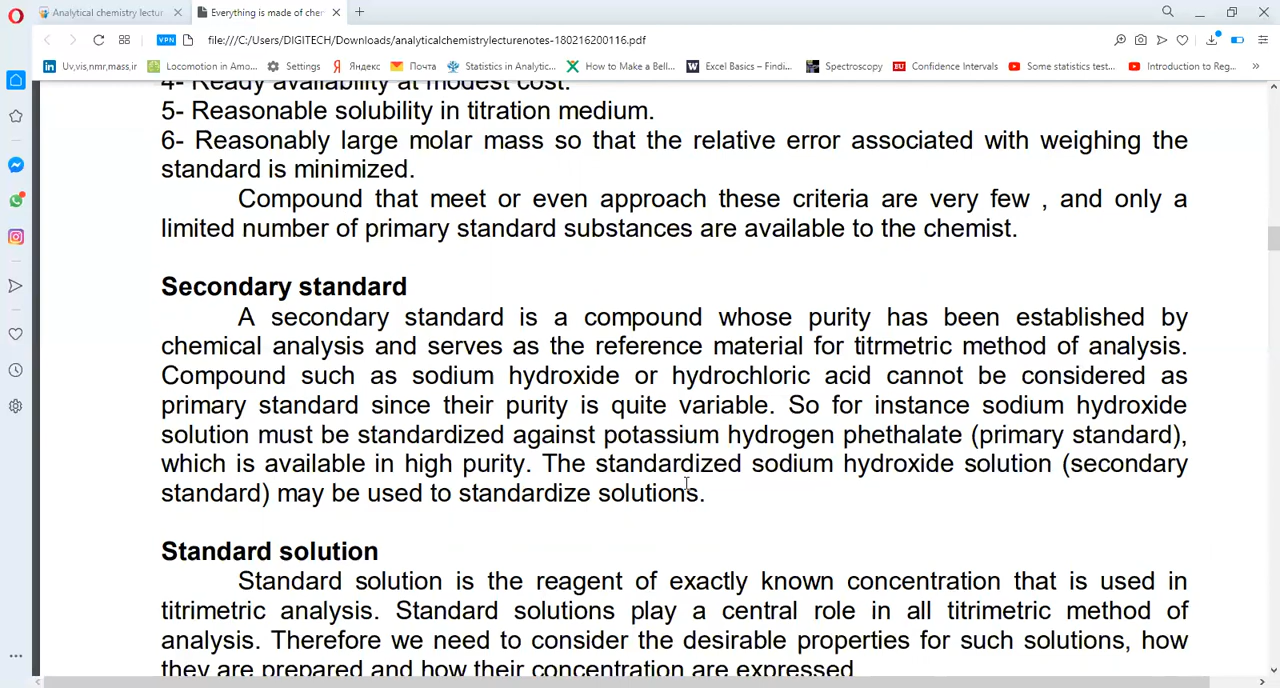 Analytical chemistry lectur
Everything is made of cher
file:///C:/Users/DIGITECH/Downloads/analyticalchemistrylecturenotes-180216200116.pdf
VPN
Uv,vis,nmr,mass,ir
Locomotion in Amo...
Settings
Яндекс
Почта
Statistics in Analytic...
How to Make a Bell...
Excel Basics – Findi...
Spectroscopy
Confidence Intervals
Some statistics test...
Introduction to Reg...
4- Ready availability at modest cost.
5- Reasonable solubility in titration medium.
6- Reasonably large molar mass so that the relative error associated with weighing the
standard is minimized.
Compound that meet or even approach these criteria are very few , and only a
limited number of primary standard substances are available to the chemist.
Secondary standard
A secondary standard is a compound whose purity has been established by
chemical analysis and serves as the reference material for titrmetric method of analysis.
Compound such as sodium hydroxide or hydrochloric acid cannot be considered as
primary standard since their purity is quite variable. So for instance sodium hydroxide
solution must be standardized against potassium hydrogen phethalate (primary standard),
which is available in high purity. The standardized sodium hydroxide solution (secondary
standard) may be used to standardize solutions.
Standard solution
Standard solution is the reagent of exactly known concentration that is used in
titrimetric analysis. Standard solutions play a central role in all titrimetric method of
analysis. Therefore we need to consider the desirable properties for such solutions, how
they are prepared and how their concentration are expressed